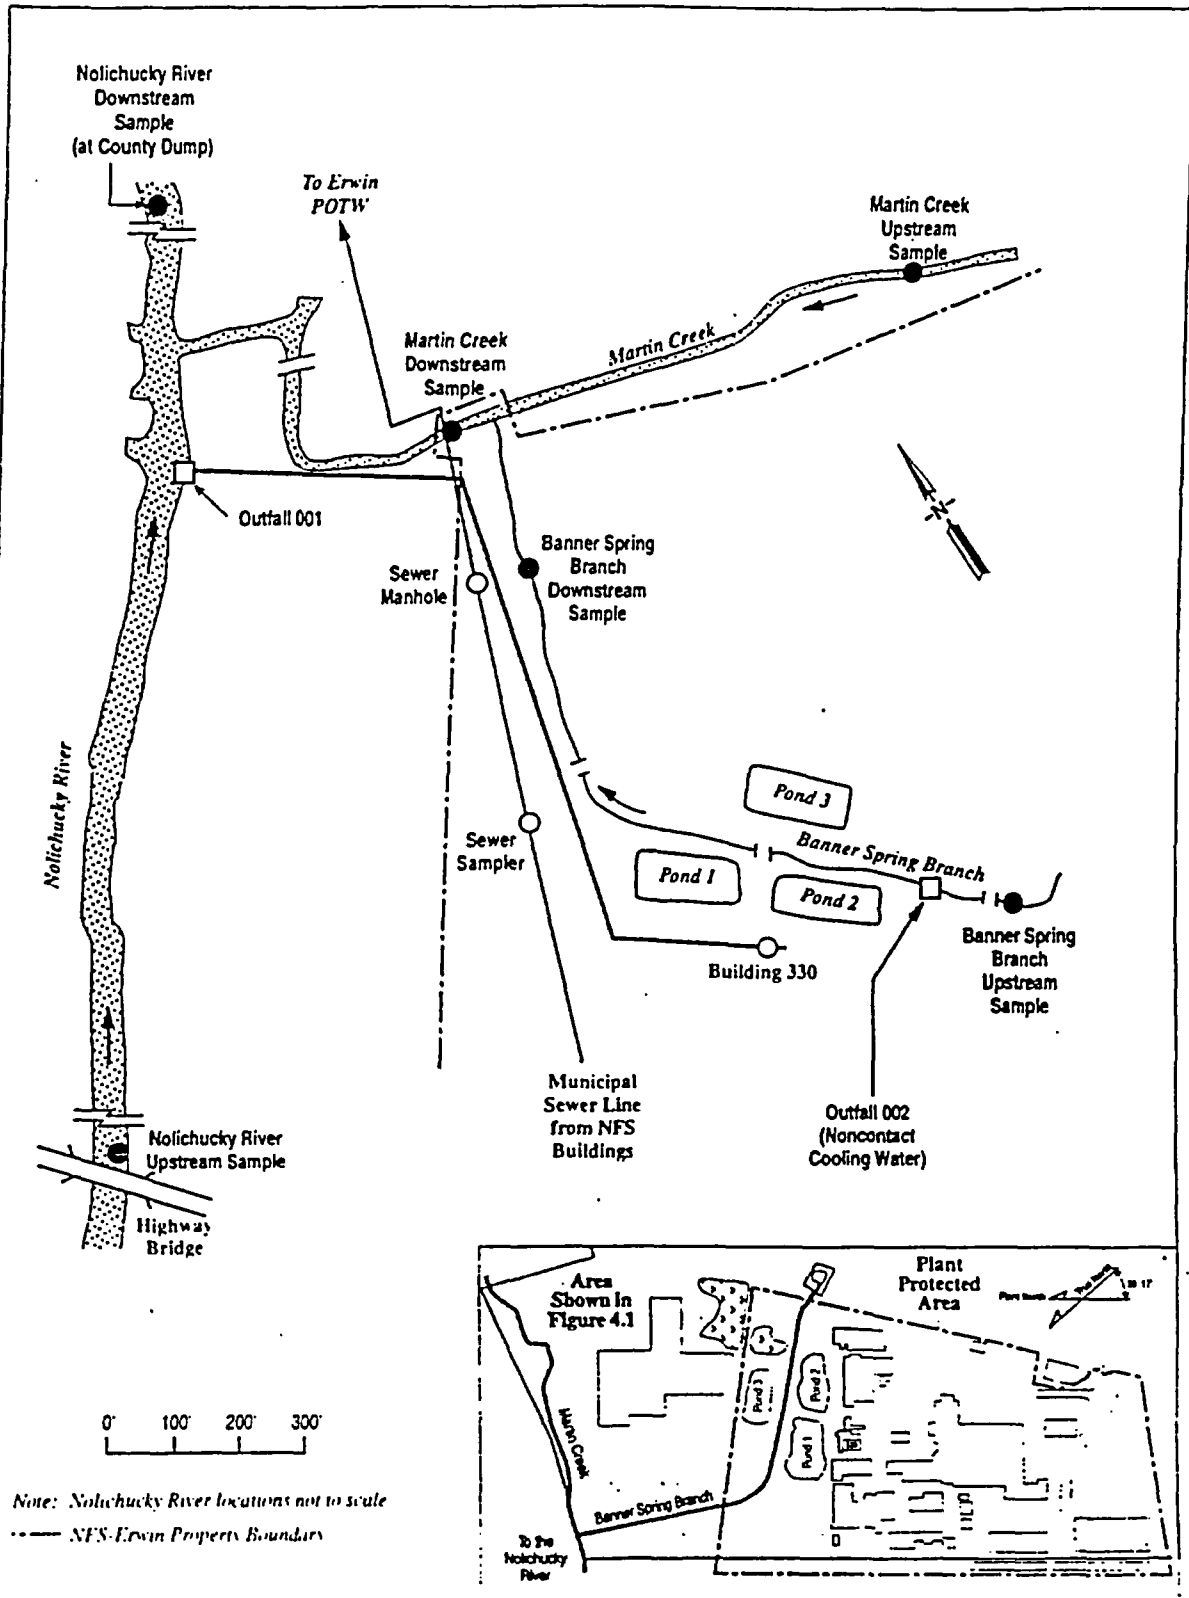 Nolichucky River
Downstream
Sample
(at County Dump)
To Erwin
POTW
Martin Creek
Upstream
Sample
Martin Creek
Downstream
Sample
Martin Creek
Outfall 001
-N-
Sewer
Manhole
Banner Spring
Branch
Downstream
Sample
Nolichucky River
Pond 3
Banner Spring Branch
Sewer
Sampler
Pond 1
Pond 2
Building 330
Banner Spring
Branch
Upstream
Sample
Municipal
Sewer Line
from NFS
Buildings
Outfall 002
(Noncontact
Cooling Water)
Nolichucky River
Upstream Sample
Highway
Bridge
Area
Shown In
Figure 4.1
Plant
Protected
Area
Plant North
True North
Pond 3
Pond 2
Pond 1
Martin Creek
Banner Spring Branch
To the
Nolichucky
River
0' 100' 200' 300'
Note: Nolichucky River locations not to scale
NFS-Erwin Property Boundary